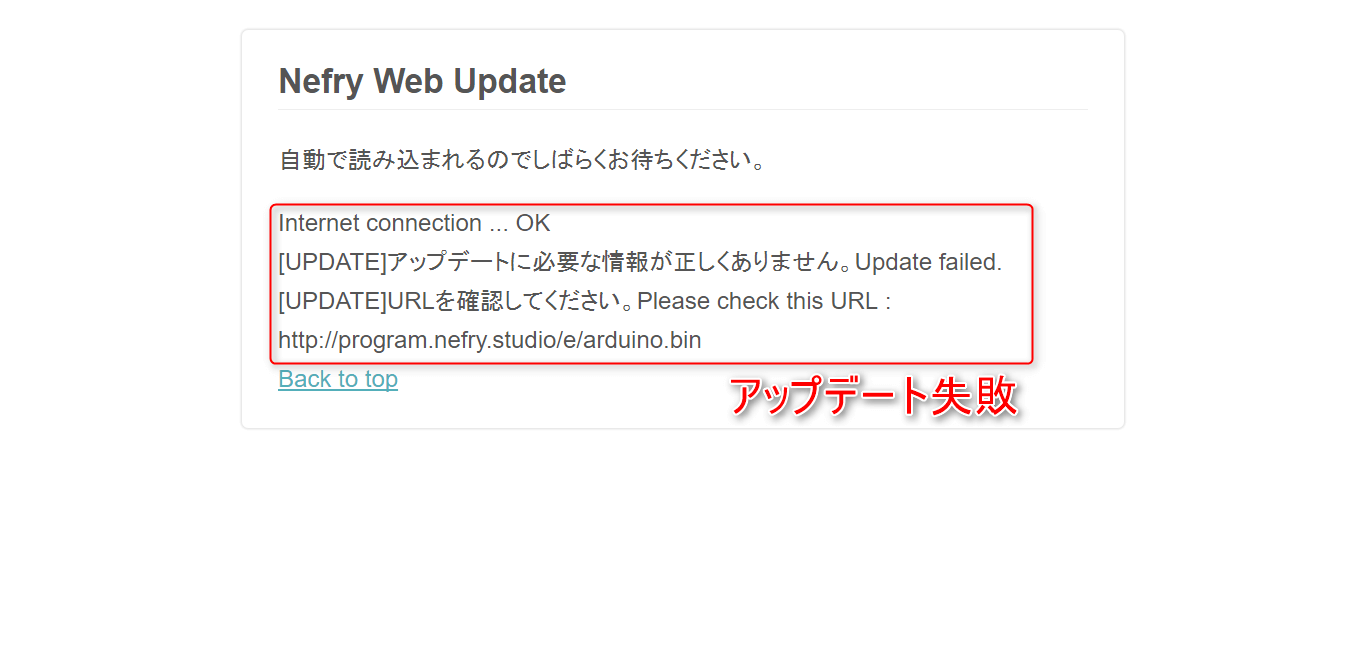 Nefry Web Update
自動で読み込まれるのでしばらくお待ちください。
Internet connection ... OK
[UPDATE]アップデートに必要な情報が正しくありません。Update failed.
[UPDATE]URLを確認してください。Please check this URL :
http://program.nefry.studio/e/arduino.bin
Back to top
アップデート失敗